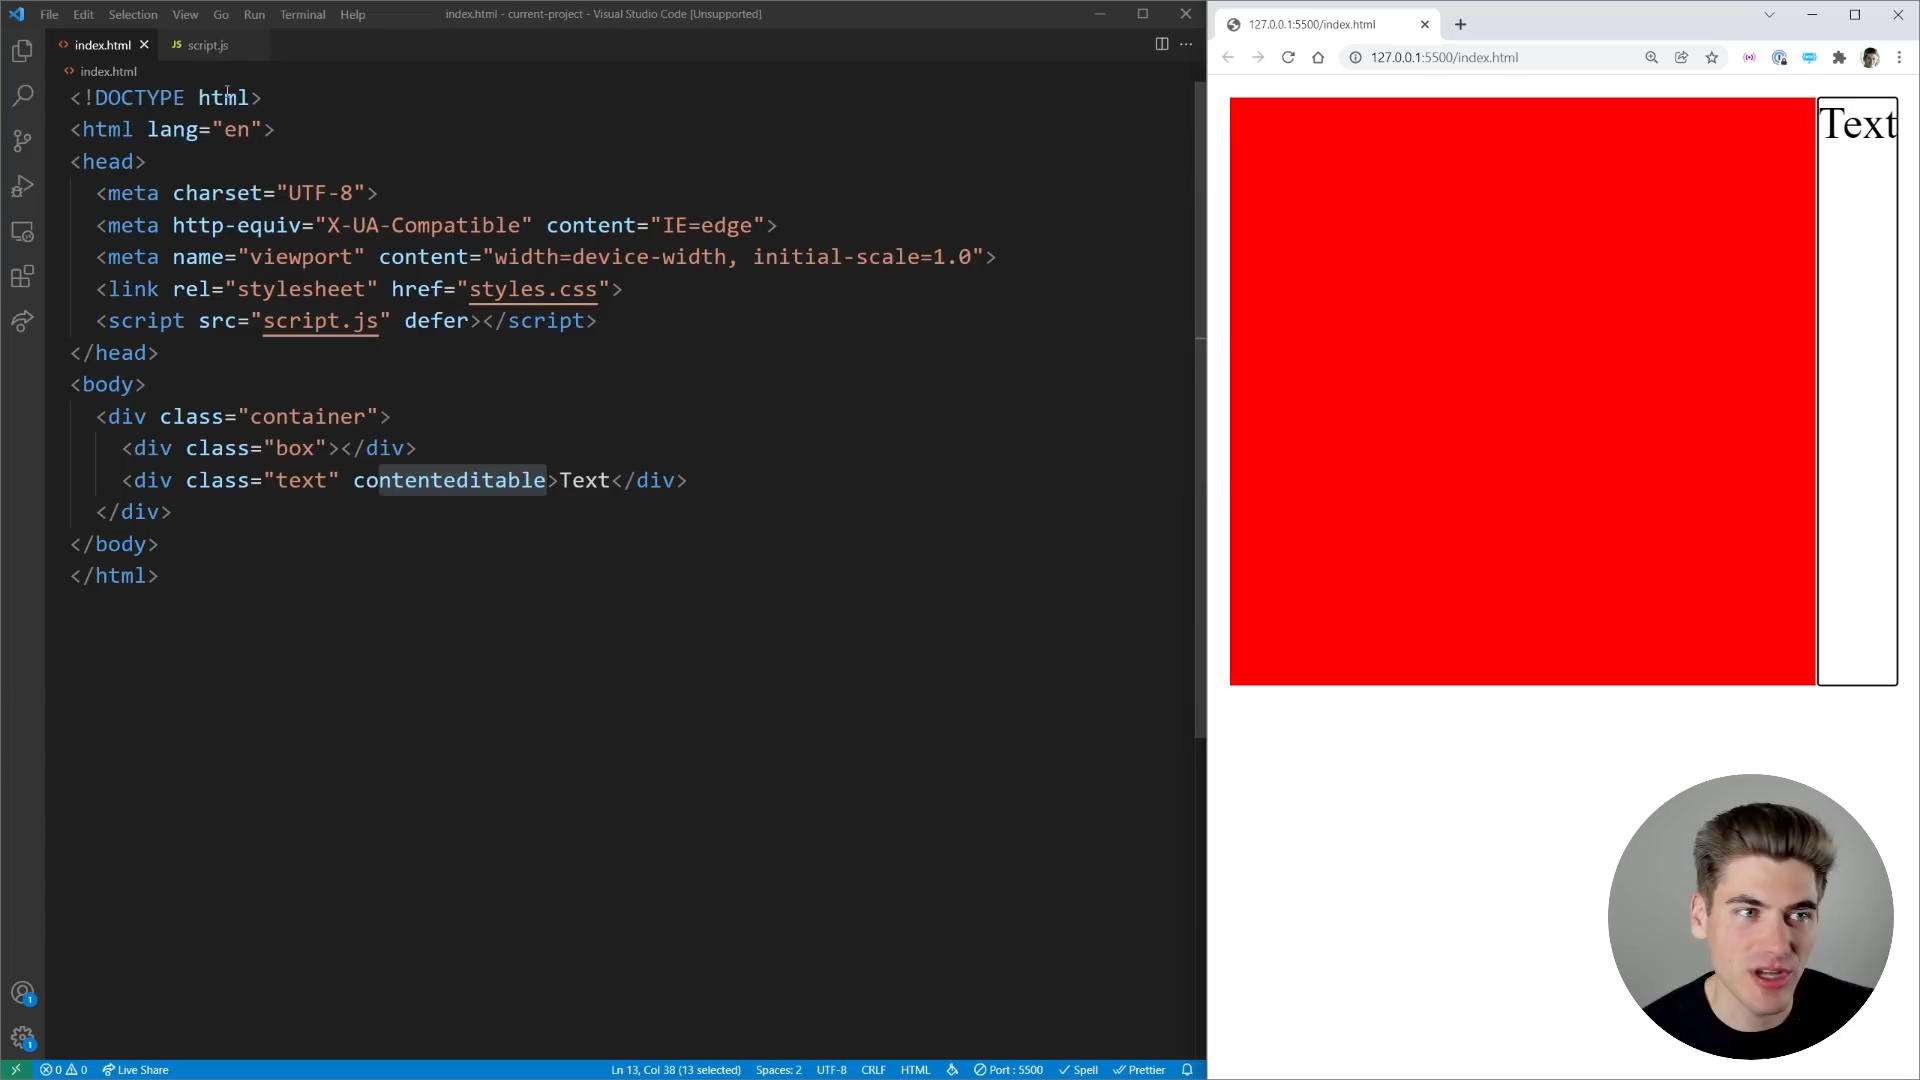 File Edit Selection View Go Run Terminal Help
index.html - current-project - Visual Studio Code [Unsupported]
index.html
JS script.js
index.html
<!DOCTYPE html>
<html lang="en">
<head>
<meta charset="UTF-8">
<meta http-equiv="X-UA-Compatible" content="IE=edge">
<meta name="viewport" content="width=device-width, initial-scale=1.0">
<link rel="stylesheet" href="styles.css">
<script src="script.js" defer></script>
</head>
<body>
<div class="container">
<div class="box"></div>
<div class="text" contenteditable>Text</div>
</div>
</body>
</html>
1
1
0 0 Live Share
Ln 13, Col 38 (13 selected) Spaces: 2 UTF-8 CRLF HTML Port : 5500 Spell Prettier
127.0.0.1:5500/index.html
127.0.0.1:5500/index.html
Text